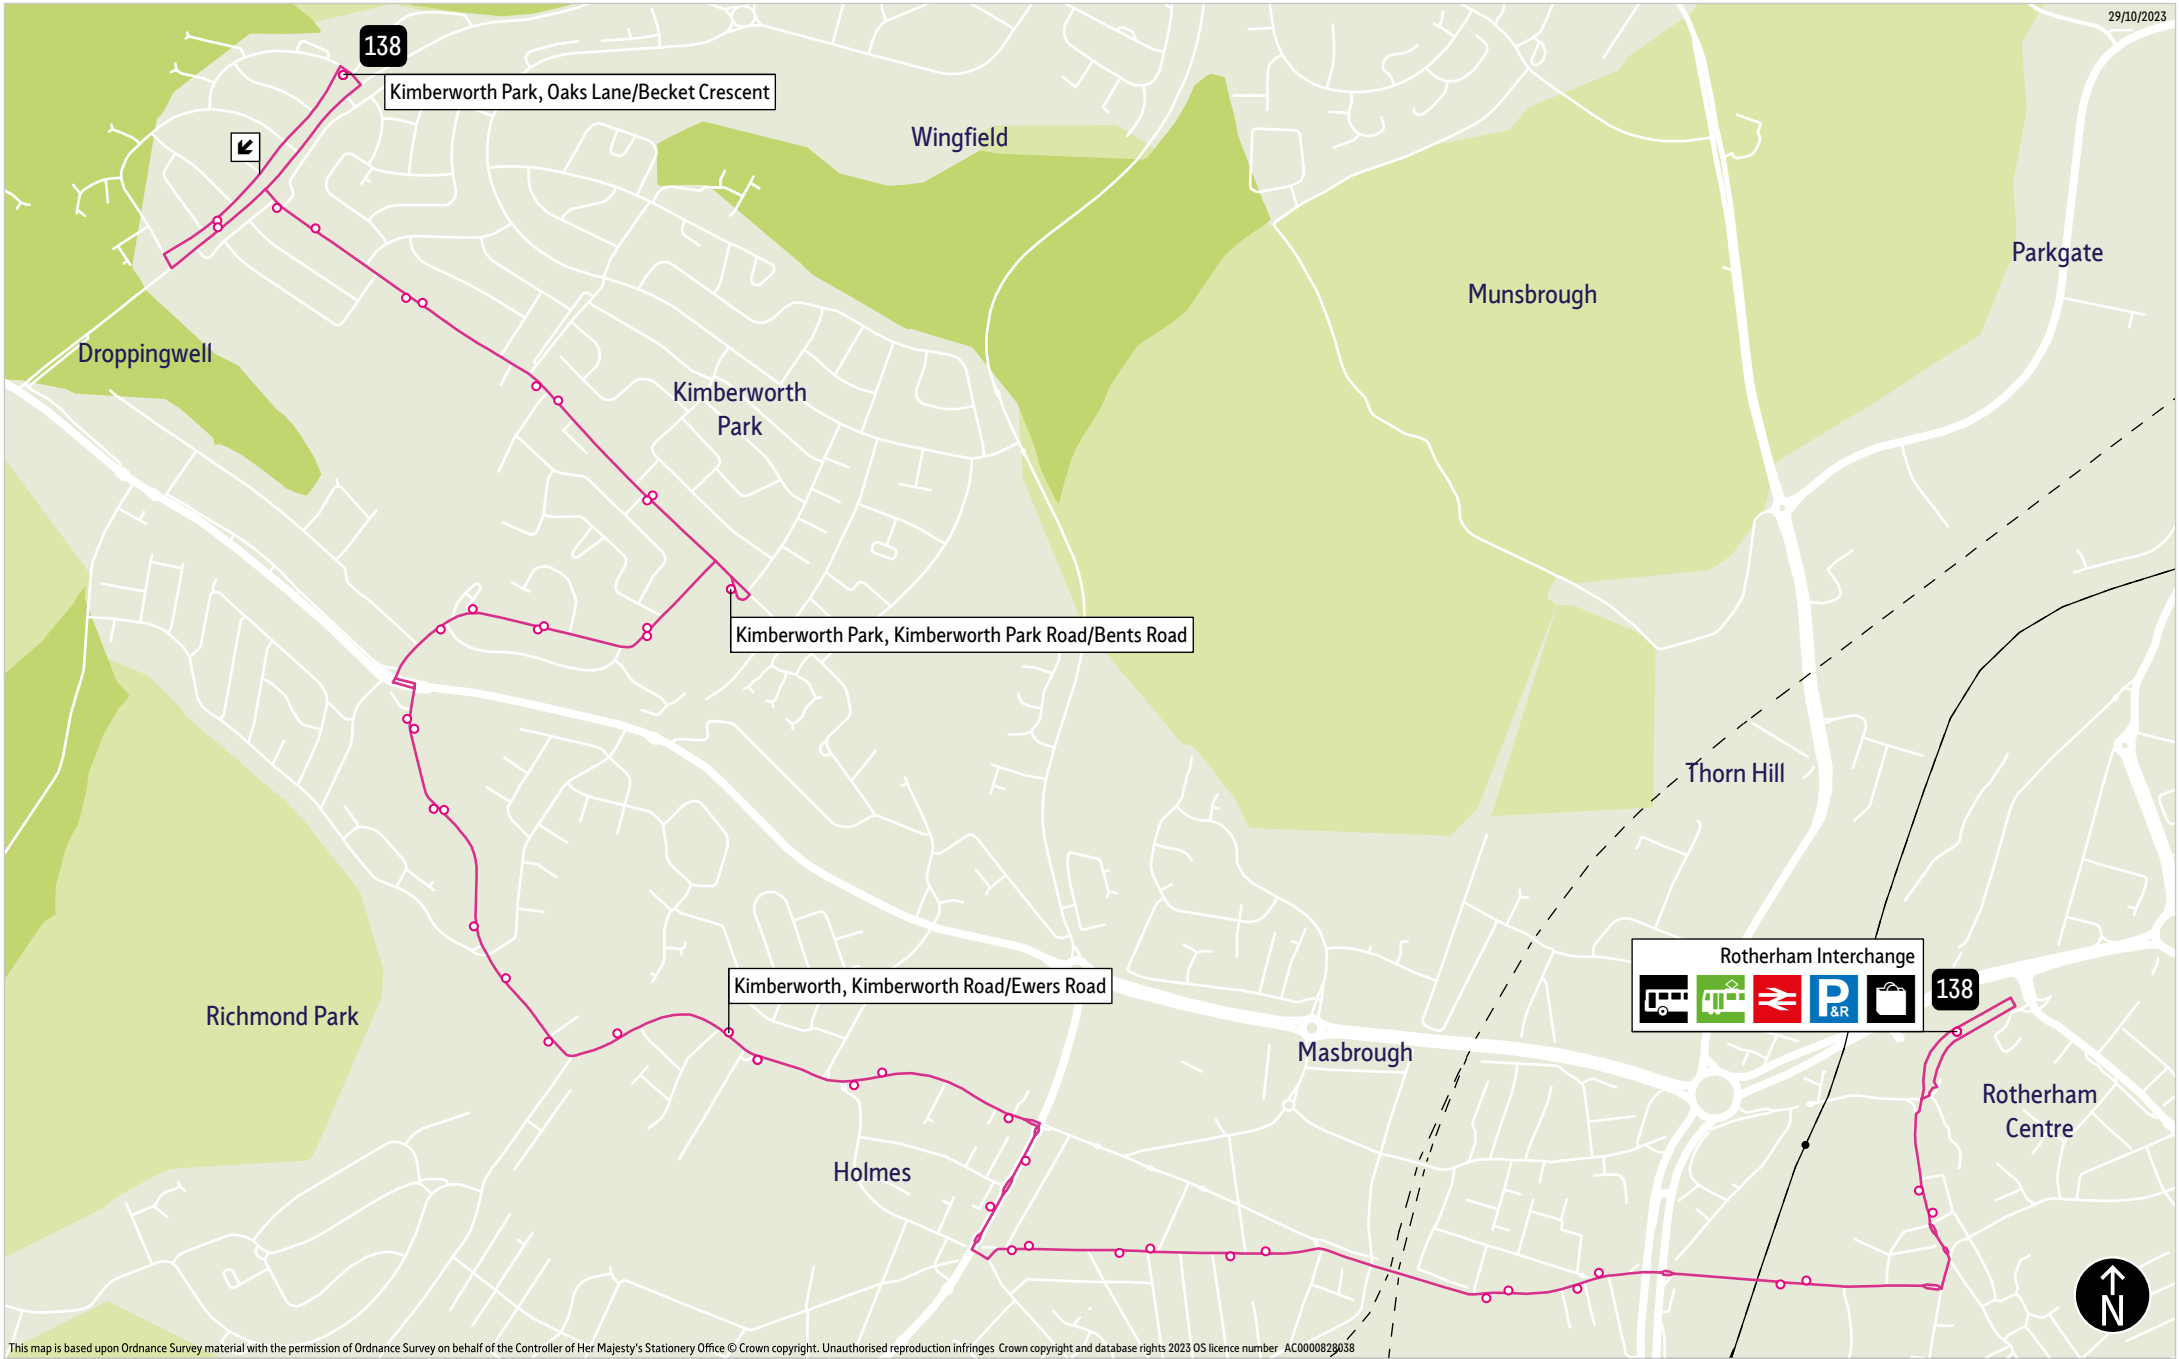 29/10/2023
138
Kimberworth Park, Oaks Lane/Becket Crescent
Wingfield
Parkgate
Munsbrough
Droppingwell
Kimberworth
Park
Kimberworth Park, Kimberworth Park Road/Bents Road
Thorn Hill
Rotherham Interchange
138
P
&R
Kimberworth, Kimberworth Road/Ewers Road
Richmond Park
Masbrough
Rotherham
Centre
Holmes
N
This map is based upon Ordnance Survey material with the permission of Ordnance Survey on behalf of the Controller of Her Majesty's Stationery Office © Crown copyright. Unauthorised reproduction infringes Crown copyright and database rights 2023 OS licence number AC0000828038